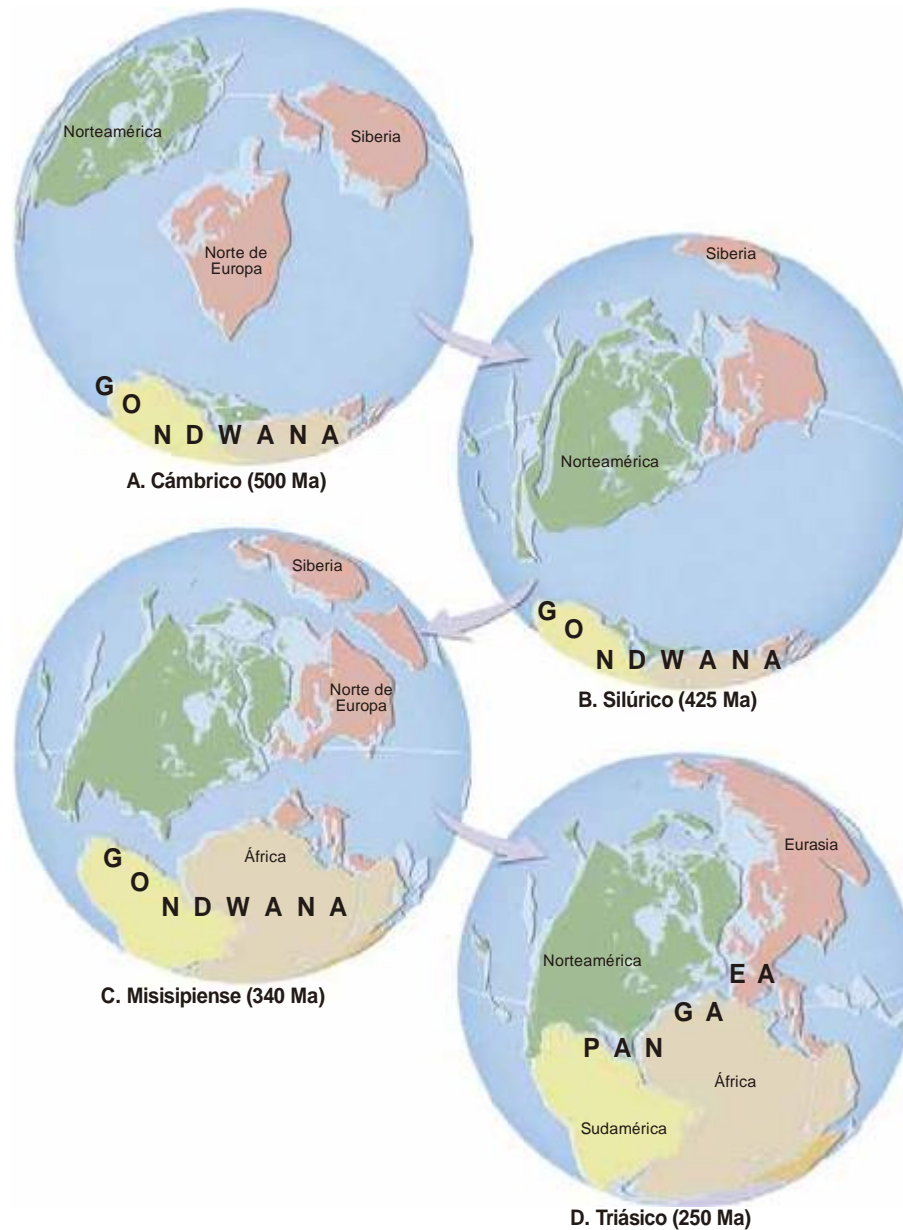 Norteamérica
Siberia
Norte de
Europa
G
O
N D W A N A
A. Cámbrico (500 Ma)
Siberia
Norteamérica
G
O
N D W A N A
B. Silúrico (425 Ma)
Siberia
Norte de
Europa
África
G
O
N D W A N A
C. Misisipiense (340 Ma)
Eurasia
Norteamérica
E A
G A
P A N
África
Sudamérica
D. Triásico (250 Ma)